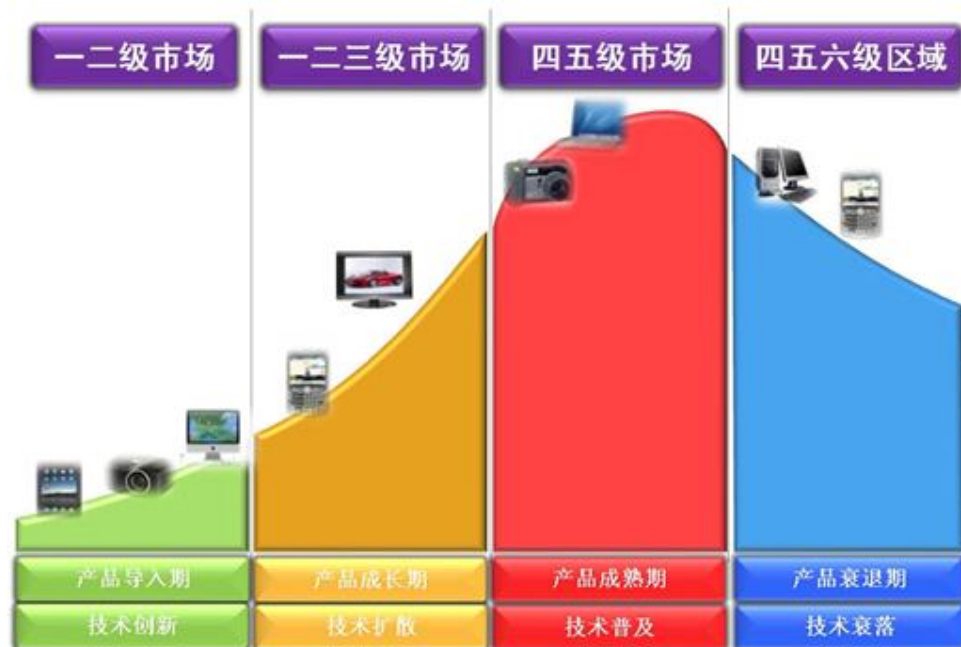 一二级市场
一二三级市场
四五级市场
四五六级区域
产品导入期
产品成长期
产品成熟期
产品衰退期
技术创新
技术扩散
技术普及
技术衰落